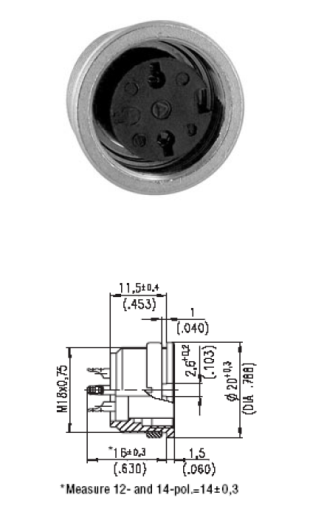 11,5±0.4
(.453)
1
(.040)
2,6+0.2
(.103)
M18x0,75
Ø 20+0.3
(DIA .788)
*16±0,3
(.630)
1,5
(.060)
*Measure 12- and 14-pol.=14±0,3